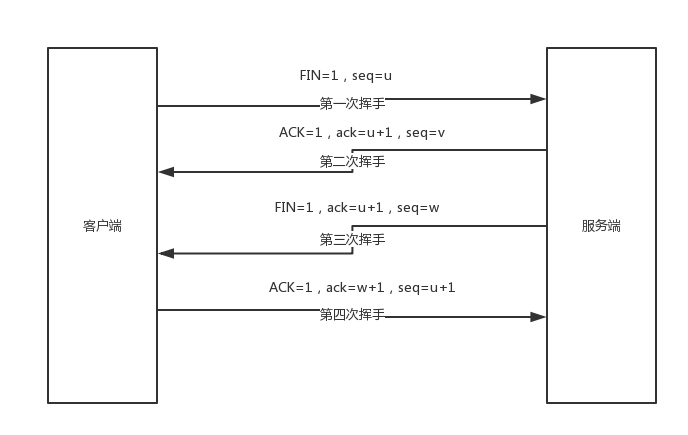 FIN=1，seq=u
第一次挥手
ACK=1，ack=u+1，seq=v
第二次挥手
FIN=1，ack=u+1，seq=w
客户端
服务端
第三次挥手
ACK=1，ack=w+1，seq=u+1
第四次挥手